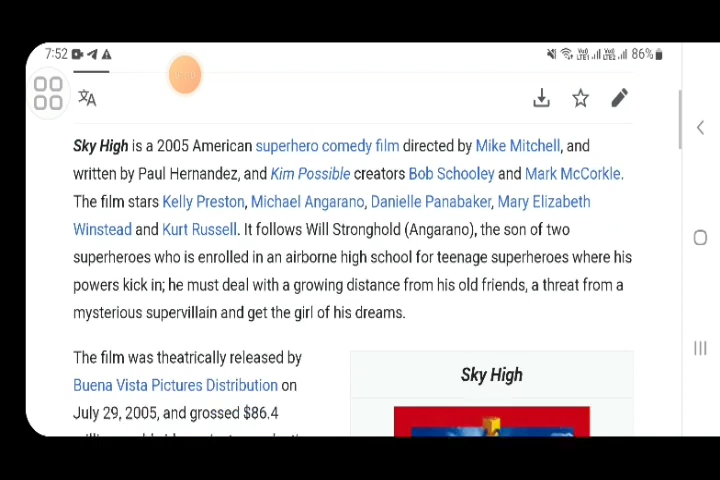 7:52
86%
Sky High is a 2005 American superhero comedy film directed by Mike Mitchell, and
written by Paul Hernandez, and Kim Possible creators Bob Schooley and Mark McCorkle.
The film stars Kelly Preston, Michael Angarano, Danielle Panabaker, Mary Elizabeth
Winstead and Kurt Russell. It follows Will Stronghold (Angarano), the son of two
superheroes who is enrolled in an airborne high school for teenage superheroes where his
powers kick in; he must deal with a growing distance from his old friends, a threat from a
mysterious supervillain and get the girl of his dreams.
The film was theatrically released by
Buena Vista Pictures Distribution on
July 29, 2005, and grossed $86.4
Sky High